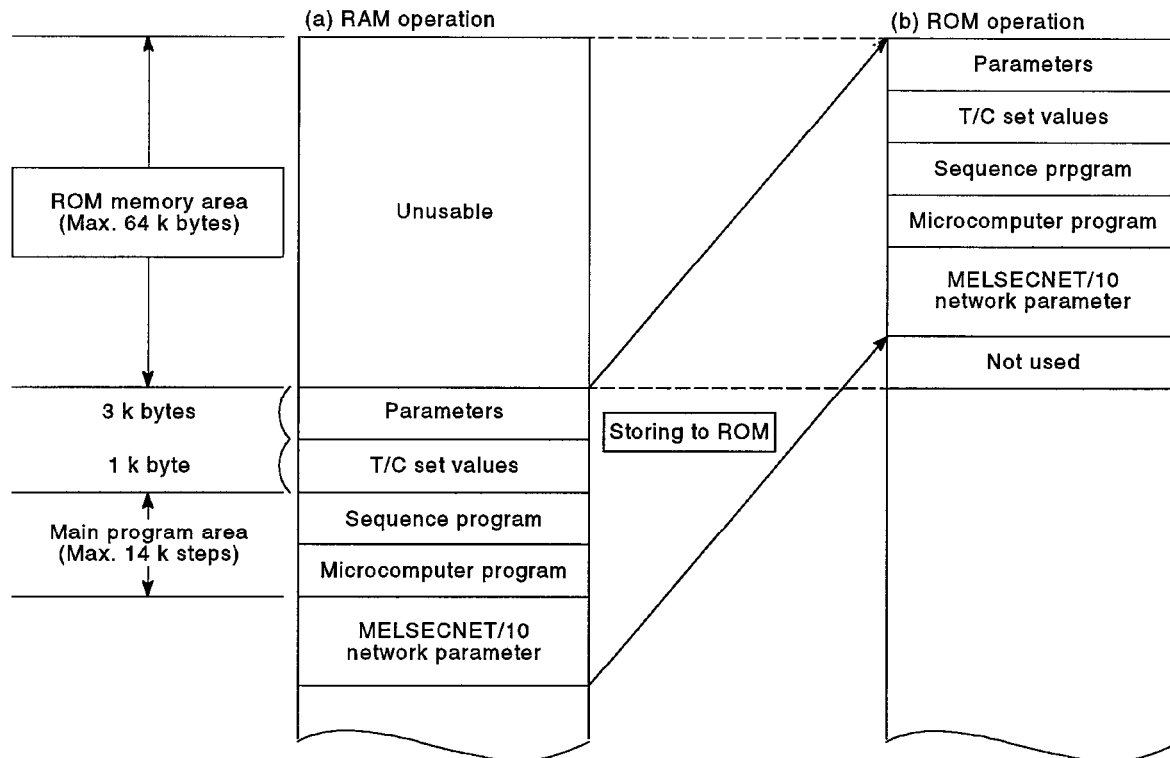 (a) RAM operation
(b) ROM operation
ROM memory area
(Max. 64 k bytes)
3 k bytes
1 k byte
Main program area
(Max. 14 k steps)
Unusable
Parameters
T/C set values
Sequence program
Microcomputer program
MELSECNET/10
network parameter
Storing to ROM
Parameters
T/C set values
Sequence prpgram
Microcomputer program
MELSECNET/10
network parameter
Not used